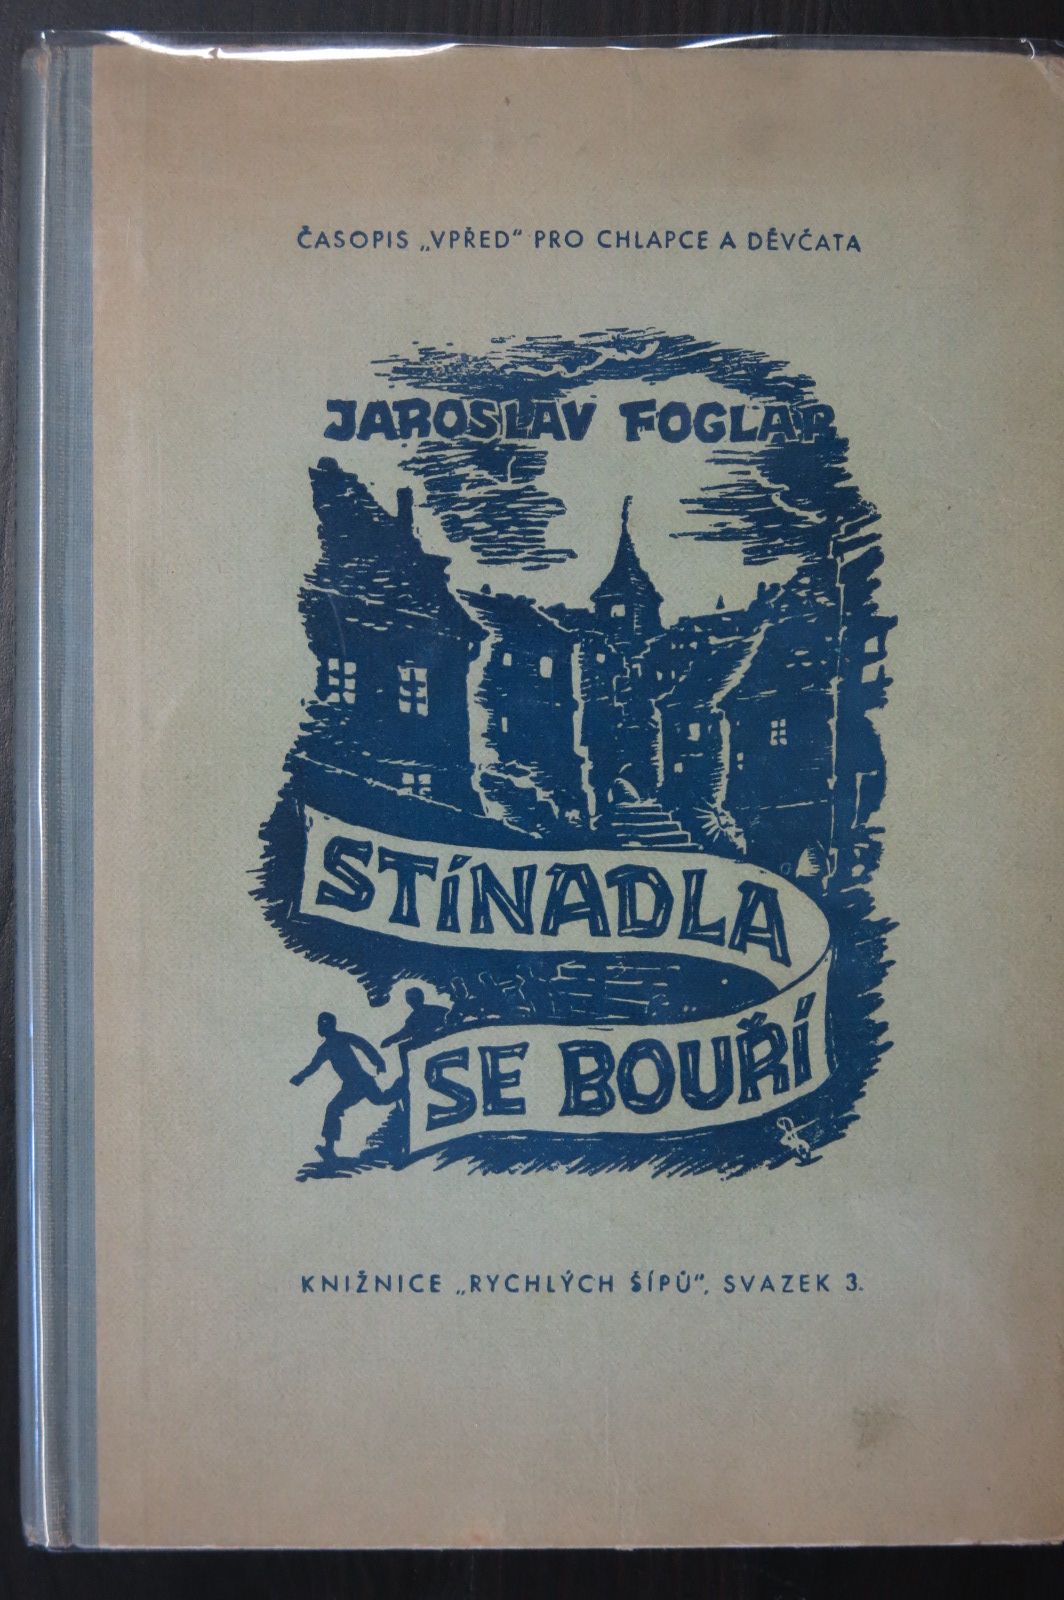 ČASOPIS „VPŘED" PRO CHLAPCE A DĚVČATA
JAROSLAV FOGLAR
STÍNADLA
SE BOUŘÍ
KNIŽNICE „RYCHLÝCH ŠÍPŮ", SVAZEK 3.